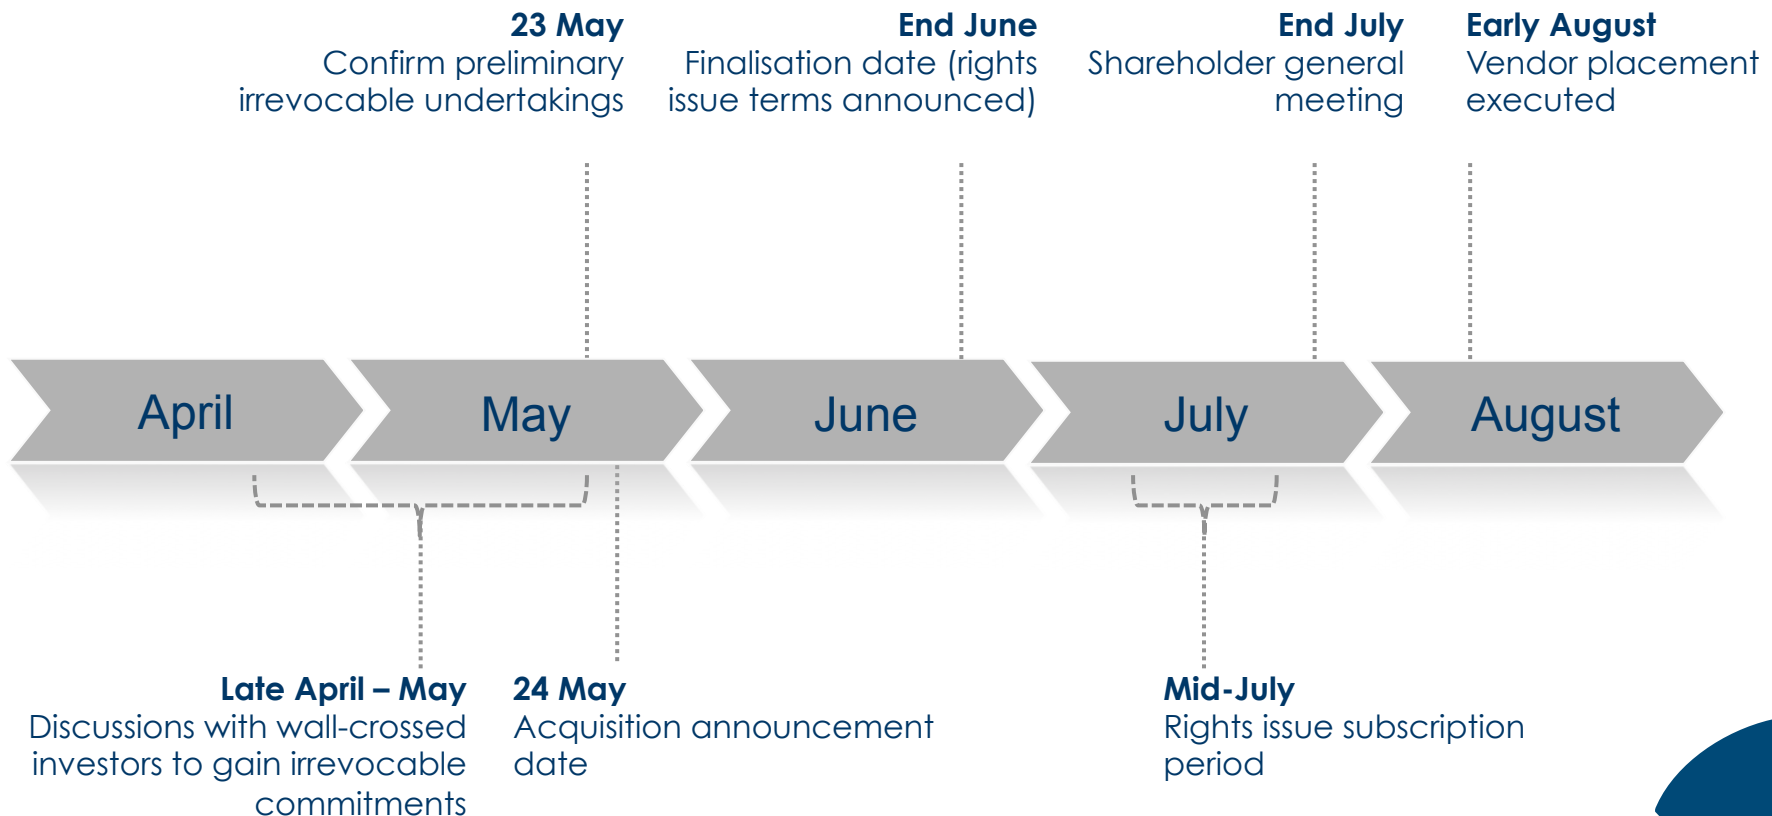 23 May
Confirm preliminary
irrevocable undertakings
End June
Finalisation date (rights
issue terms announced)
End July
Shareholder general
meeting
Early August
Vendor placement
executed
April
May
June
July
August
Late April – May
Discussions with wall-crossed
investors to gain irrevocable
commitments
24 May
Acquisition announcement
date
Mid-July
Rights issue subscription
period